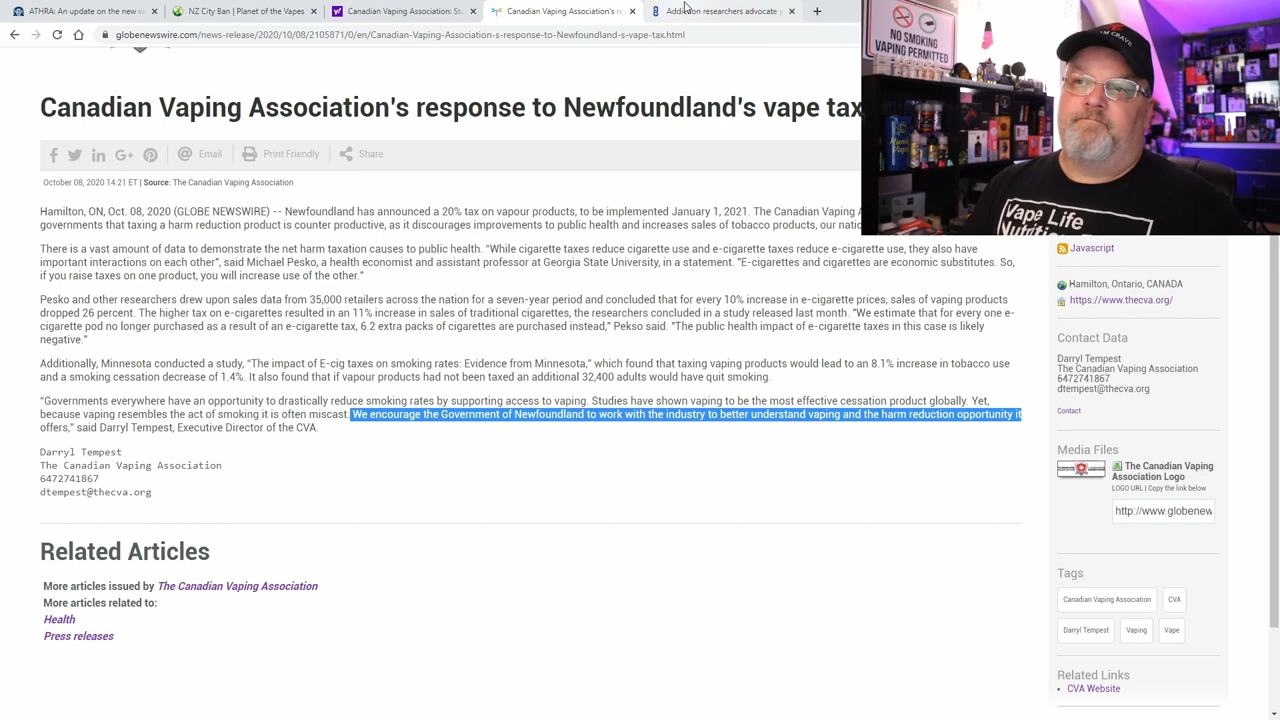 ATHRA: An update on the new va
NZ City Ban | Planet of the Vapes
Canadian Vaping Association: Sta
Canadian Vaping Association's re
Addiction researchers advocate p
globenewswire.com/news-release/2020/10/08/2105871/0/en/Canadian-Vaping-Association-s-response-to-Newfoundland-s-vape-tax.html
NO SMOKING
VAPING PERMITTED
Canadian Vaping Association's response to Newfoundland's vape tax
Email
Print Friendly
Share
October 08, 2020 14:21 ET | Source: The Canadian Vaping Association
Hamilton, ON, Oct. 08, 2020 (GLOBE NEWSWIRE) -- Newfoundland has announced a 20% tax on vapour products, to be implemented January 1, 2021. The Canadian Vaping
governments that taxing a harm reduction product is counter productive, as it discourages improvements to public health and increases sales of tobacco products, our
There is a vast amount of data to demonstrate the net harm taxation causes to public health. “While cigarette taxes reduce cigarette use and e-cigarette taxes reduce e-cigarette use, they also have
important interactions on each other”, said Michael Pesko, a health economist and assistant professor at Georgia State University, in a statement. "E-cigarettes and cigarettes are economic substitutes. So,
if you raise taxes on one product, you will increase use of the other."
Pesko and other researchers drew upon sales data from 35,000 retailers across the nation for a seven-year period and concluded that for every 10% increase in e-cigarette prices, sales of vaping products
dropped 26 percent. The higher tax on e-cigarettes resulted in an 11% increase in sales of traditional cigarettes, the researchers concluded in a study released last month. "We estimate that for every one e-
cigarette pod no longer purchased as a result of an e-cigarette tax, 6.2 extra packs of cigarettes are purchased instead," Pekso said. "The public health impact of e-cigarette taxes in this case is likely
negative."
Additionally, Minnesota conducted a study, “The impact of E-cig taxes on smoking rates: Evidence from Minnesota,” which found that taxing vaping products would lead to an 8.1% increase in tobacco use
and a smoking cessation decrease of 1.4%. It also found that if vapour products had not been taxed an additional 32,400 adults would have quit smoking.
“Governments everywhere have an opportunity to drastically reduce smoking rates by supporting access to vaping. Studies have shown vaping to be the most effective cessation product globally. Yet,
because vaping resembles the act of smoking it is often miscast. We encourage the Government of Newfoundland to work with the industry to better understand vaping and the harm reduction opportunity it
offers,” said Darryl Tempest, Executive Director of the CVA.
Darryl Tempest
The Canadian Vaping Association
6472741867
dtempest@thecva.org
Related Articles
More articles issued by The Canadian Vaping Association
More articles related to:
Health
Press releases
Vape Life
Javascript
Hamilton, Ontario, CANADA
https://www.thecva.org/
Contact Data
Darryl Tempest
The Canadian Vaping Association
6472741867
dtempest@thecva.org
Contact
Media Files
The Canadian Vaping
Association Logo
LOGO URL | Copy the link below
http://www.globenew
Tags
Canadian Vaping Association
CVA
Darryl Tempest
Vaping
Vape
Related Links
CVA Website